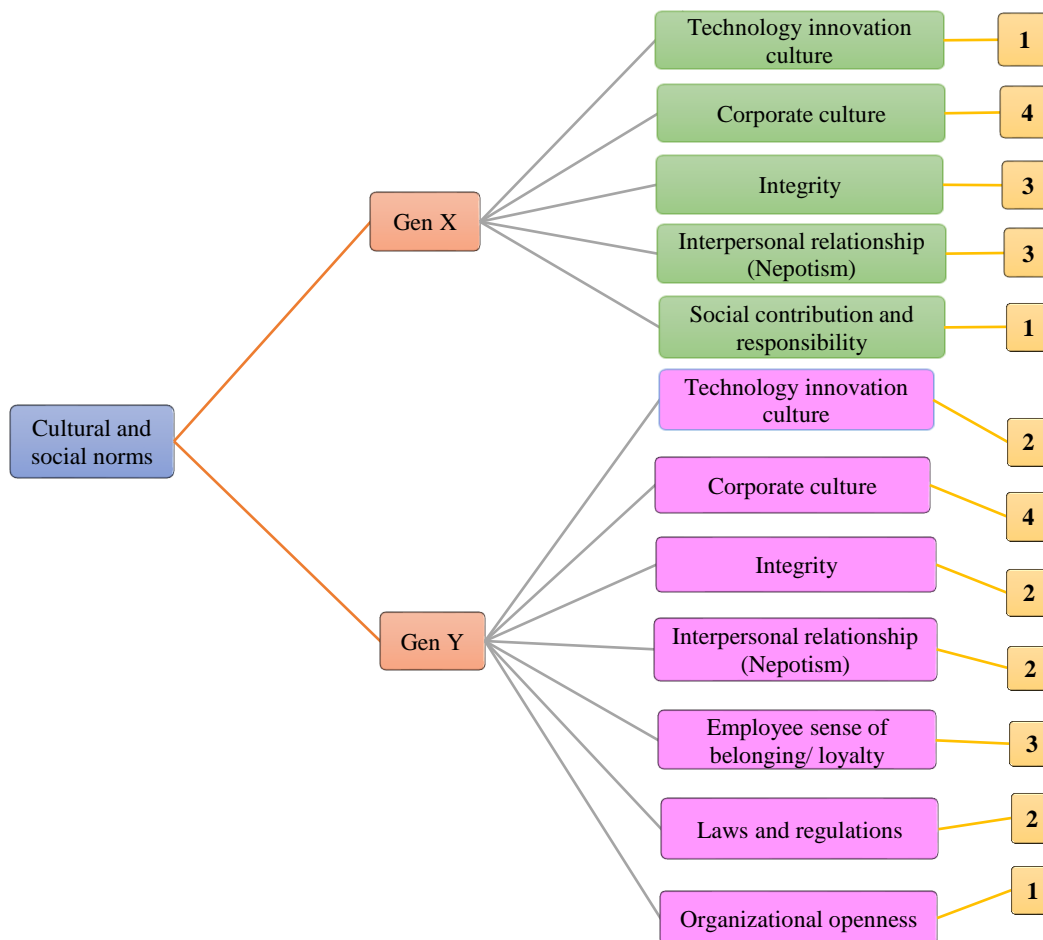 Technology innovation
culture
1
Corporate culture
4
Integrity
3
Gen X
Interpersonal relationship
(Nepotism)
3
Social contribution and
responsibility
1
Cultural and
social norms
Technology innovation
culture
2
Corporate culture
4
Integrity
2
Gen Y
Interpersonal relationship
(Nepotism)
2
Employee sense of
belonging/ loyalty
3
Laws and regulations
2
Organizational openness
1